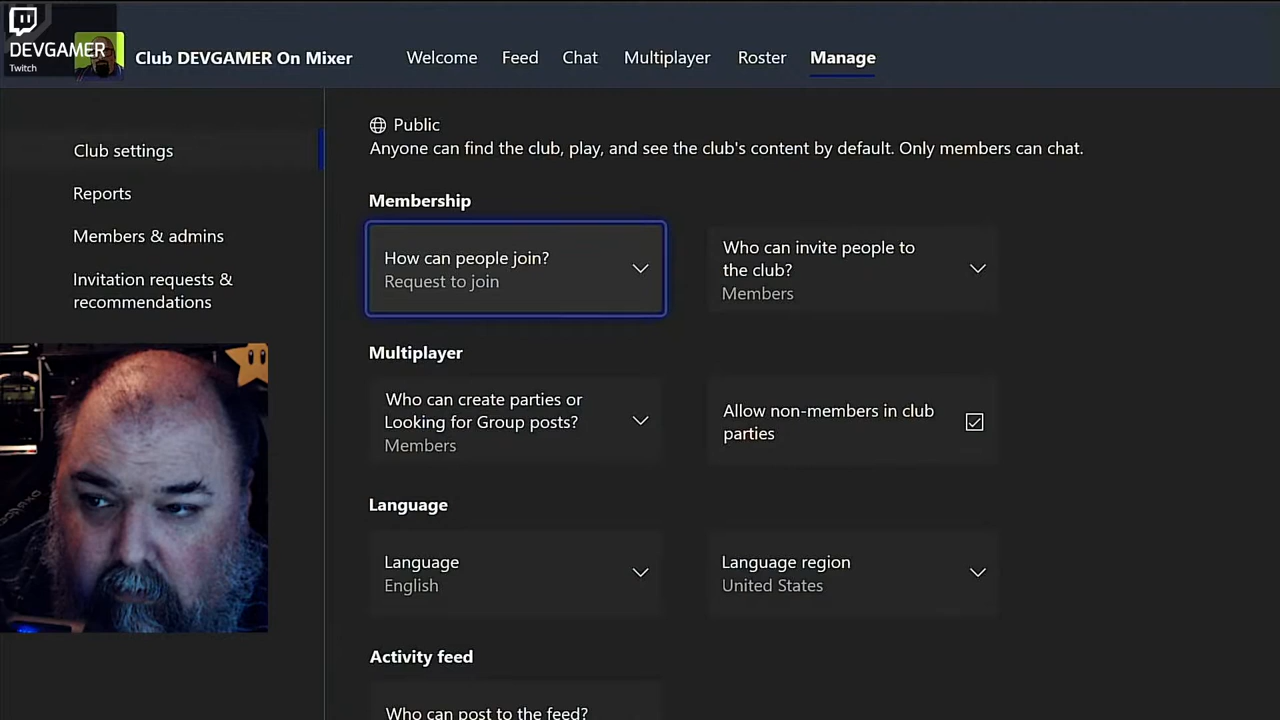 DEVGAMER
Twitch
Club DEVGAMER On Mixer
Welcome
Feed
Chat
Multiplayer
Roster
Manage
Club settings
Reports
Members & admins
Invitation requests &
recommendations
Public
Anyone can find the club, play, and see the club's content by default. Only members can chat.
Membership
How can people join?
Request to join
Who can invite people to
the club?
Members
Multiplayer
Who can create parties or
Looking for Group posts?
Members
Allow non-members in club
parties
Language
Language
English
Language region
United States
Activity feed
Who can post to the feed?